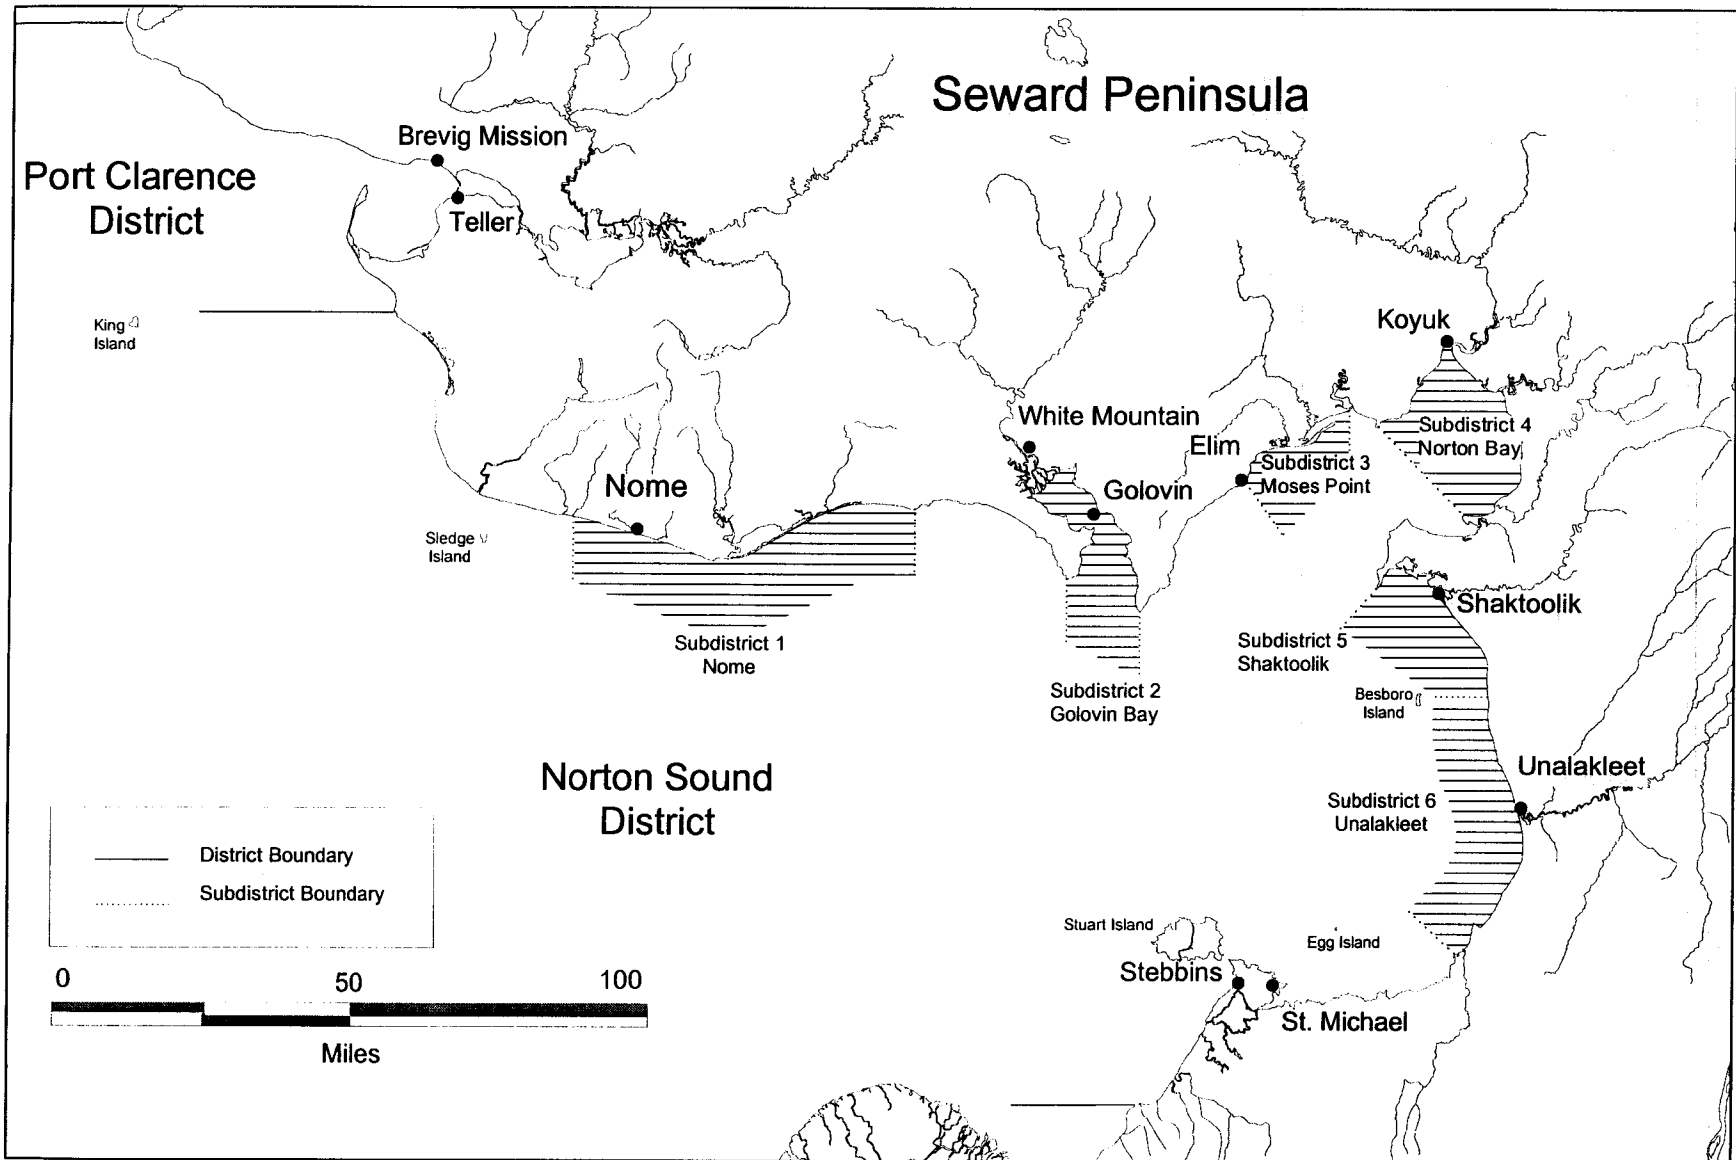 Seward Peninsula
Brevig Mission
Port Clarence
District
Teller
King
Island
Koyuk
White Mountain
Elim
Subdistrict 4
Norton Bay
Subdistrict 3
Moses Point
Nome
Golovin
Sledge
Island
Shaktoolik
Subdistrict 1
Nome
Subdistrict 5
Shaktoolik
Subdistrict 2
Golovin Bay
Besboro
Island
Norton Sound
District
Unalakleet
Subdistrict 6
Unalakleet
District Boundary
Subdistrict Boundary
Stuart Island
Egg Island
Stebbins
St. Michael
0 50 100
Miles